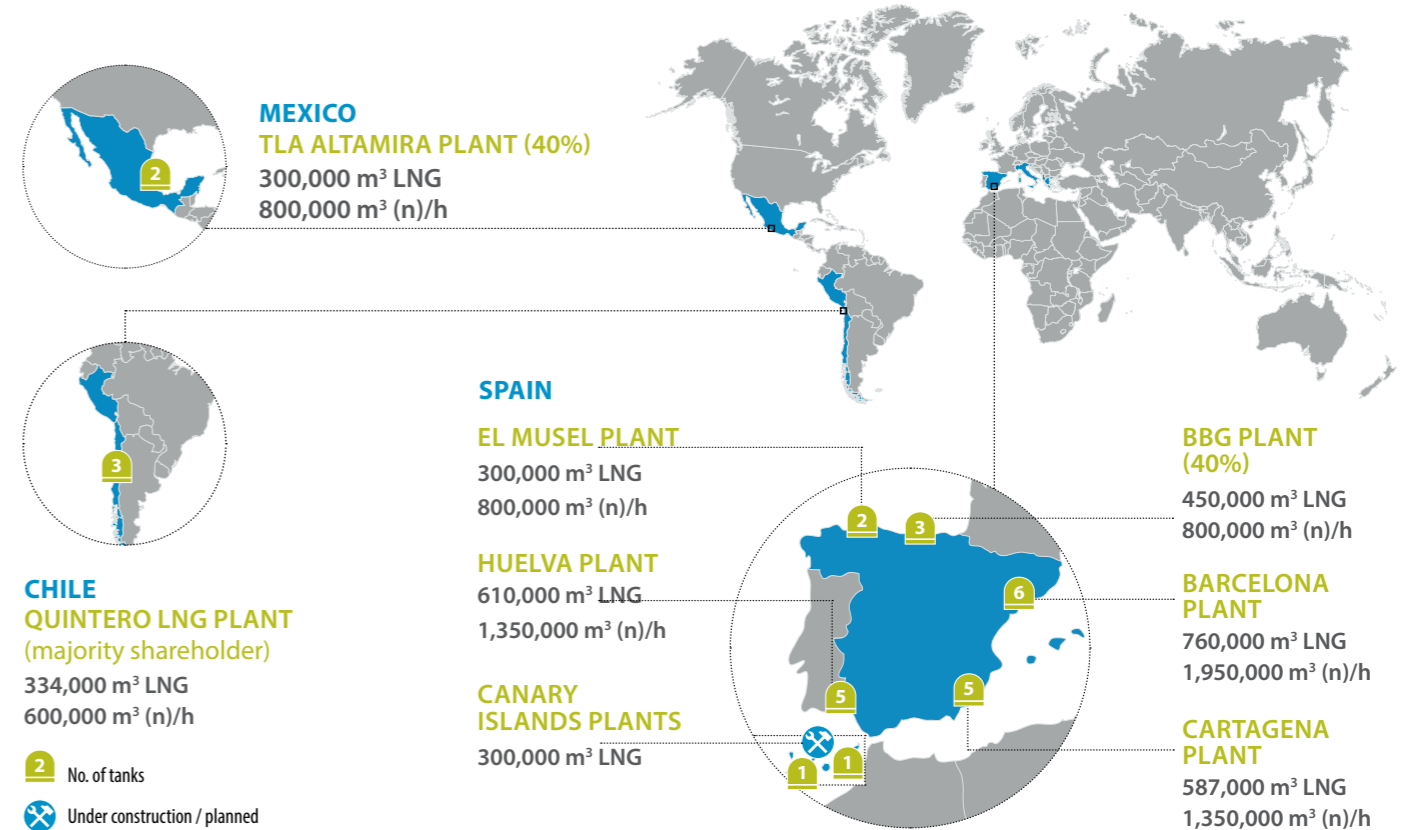 MEXICO
TLA ALTAMIRA PLANT (40%)
300,000 m³ LNG
800,000 m³ (n)/h
2
3
CHILE
QUINTERO LNG PLANT
(majority shareholder)
334,000 m³ LNG
600,000 m³ (n)/h
2 No. of tanks
Under construction / planned
SPAIN
EL MUSEL PLANT
300,000 m³ LNG
800,000 m³ (n)/h
HUELVA PLANT
610,000 m³ LNG
1,350,000 m³ (n)/h
CANARY
ISLANDS PLANTS
300,000 m³ LNG
2
3
6
5
5
1
1
BBG PLANT
(40%)
450,000 m³ LNG
800,000 m³ (n)/h
BARCELONA
PLANT
760,000 m³ LNG
1,950,000 m³ (n)/h
CARTAGENA
PLANT
587,000 m³ LNG
1,350,000 m³ (n)/h